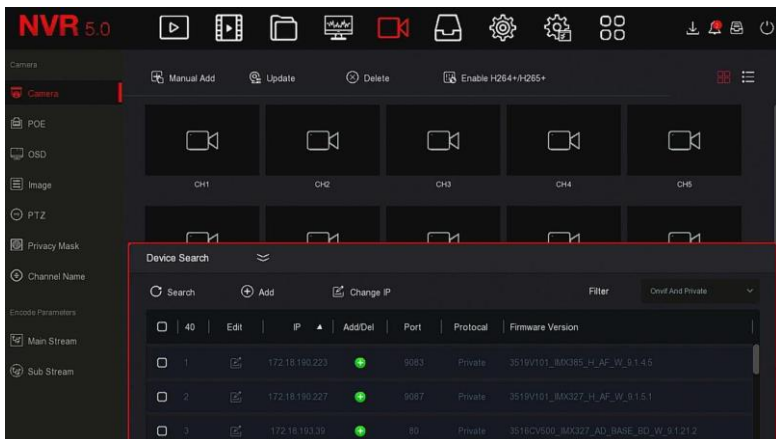 NVR 5.0
Camera
Camera
POE
OSD
Image
PTZ
Privacy Mask
Channel Name
Encode Parameters
Main Stream
Sub Stream
Manual Add Update Delete Enable H264+/H265+
CH1 CH2 CH3 CH4 CH5
Device Search
Search Add Change IP Filter Onvif And Private
40 Edit IP Add/Del Port Protocal Firmware Version
1 172.18.190.223 9083 Private 3519V101_IMX385_H_AF_W_9.1.4.5
2 172.18.190.227 9087 Private 3519V101_IMX327_H_AF_W_9.1.5.1
3 172.18.193.39 80 Private 3516CV500_IMX327_AD_BASE_BD_W_9.1.21.2